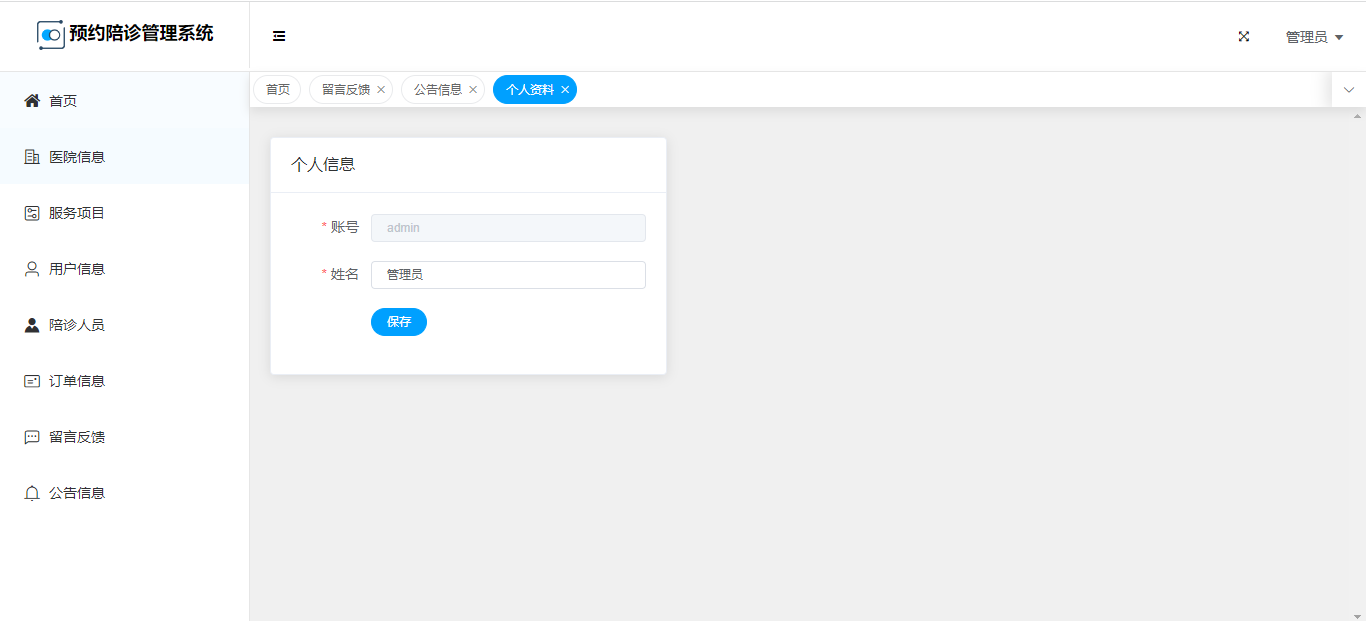 预约陪诊管理系统
管理员
首页
留言反馈
公告信息
个人资料
首页
医院信息
服务项目
用户信息
陪诊人员
订单信息
留言反馈
公告信息
个人信息
* 账号 admin
* 姓名 管理员
保存